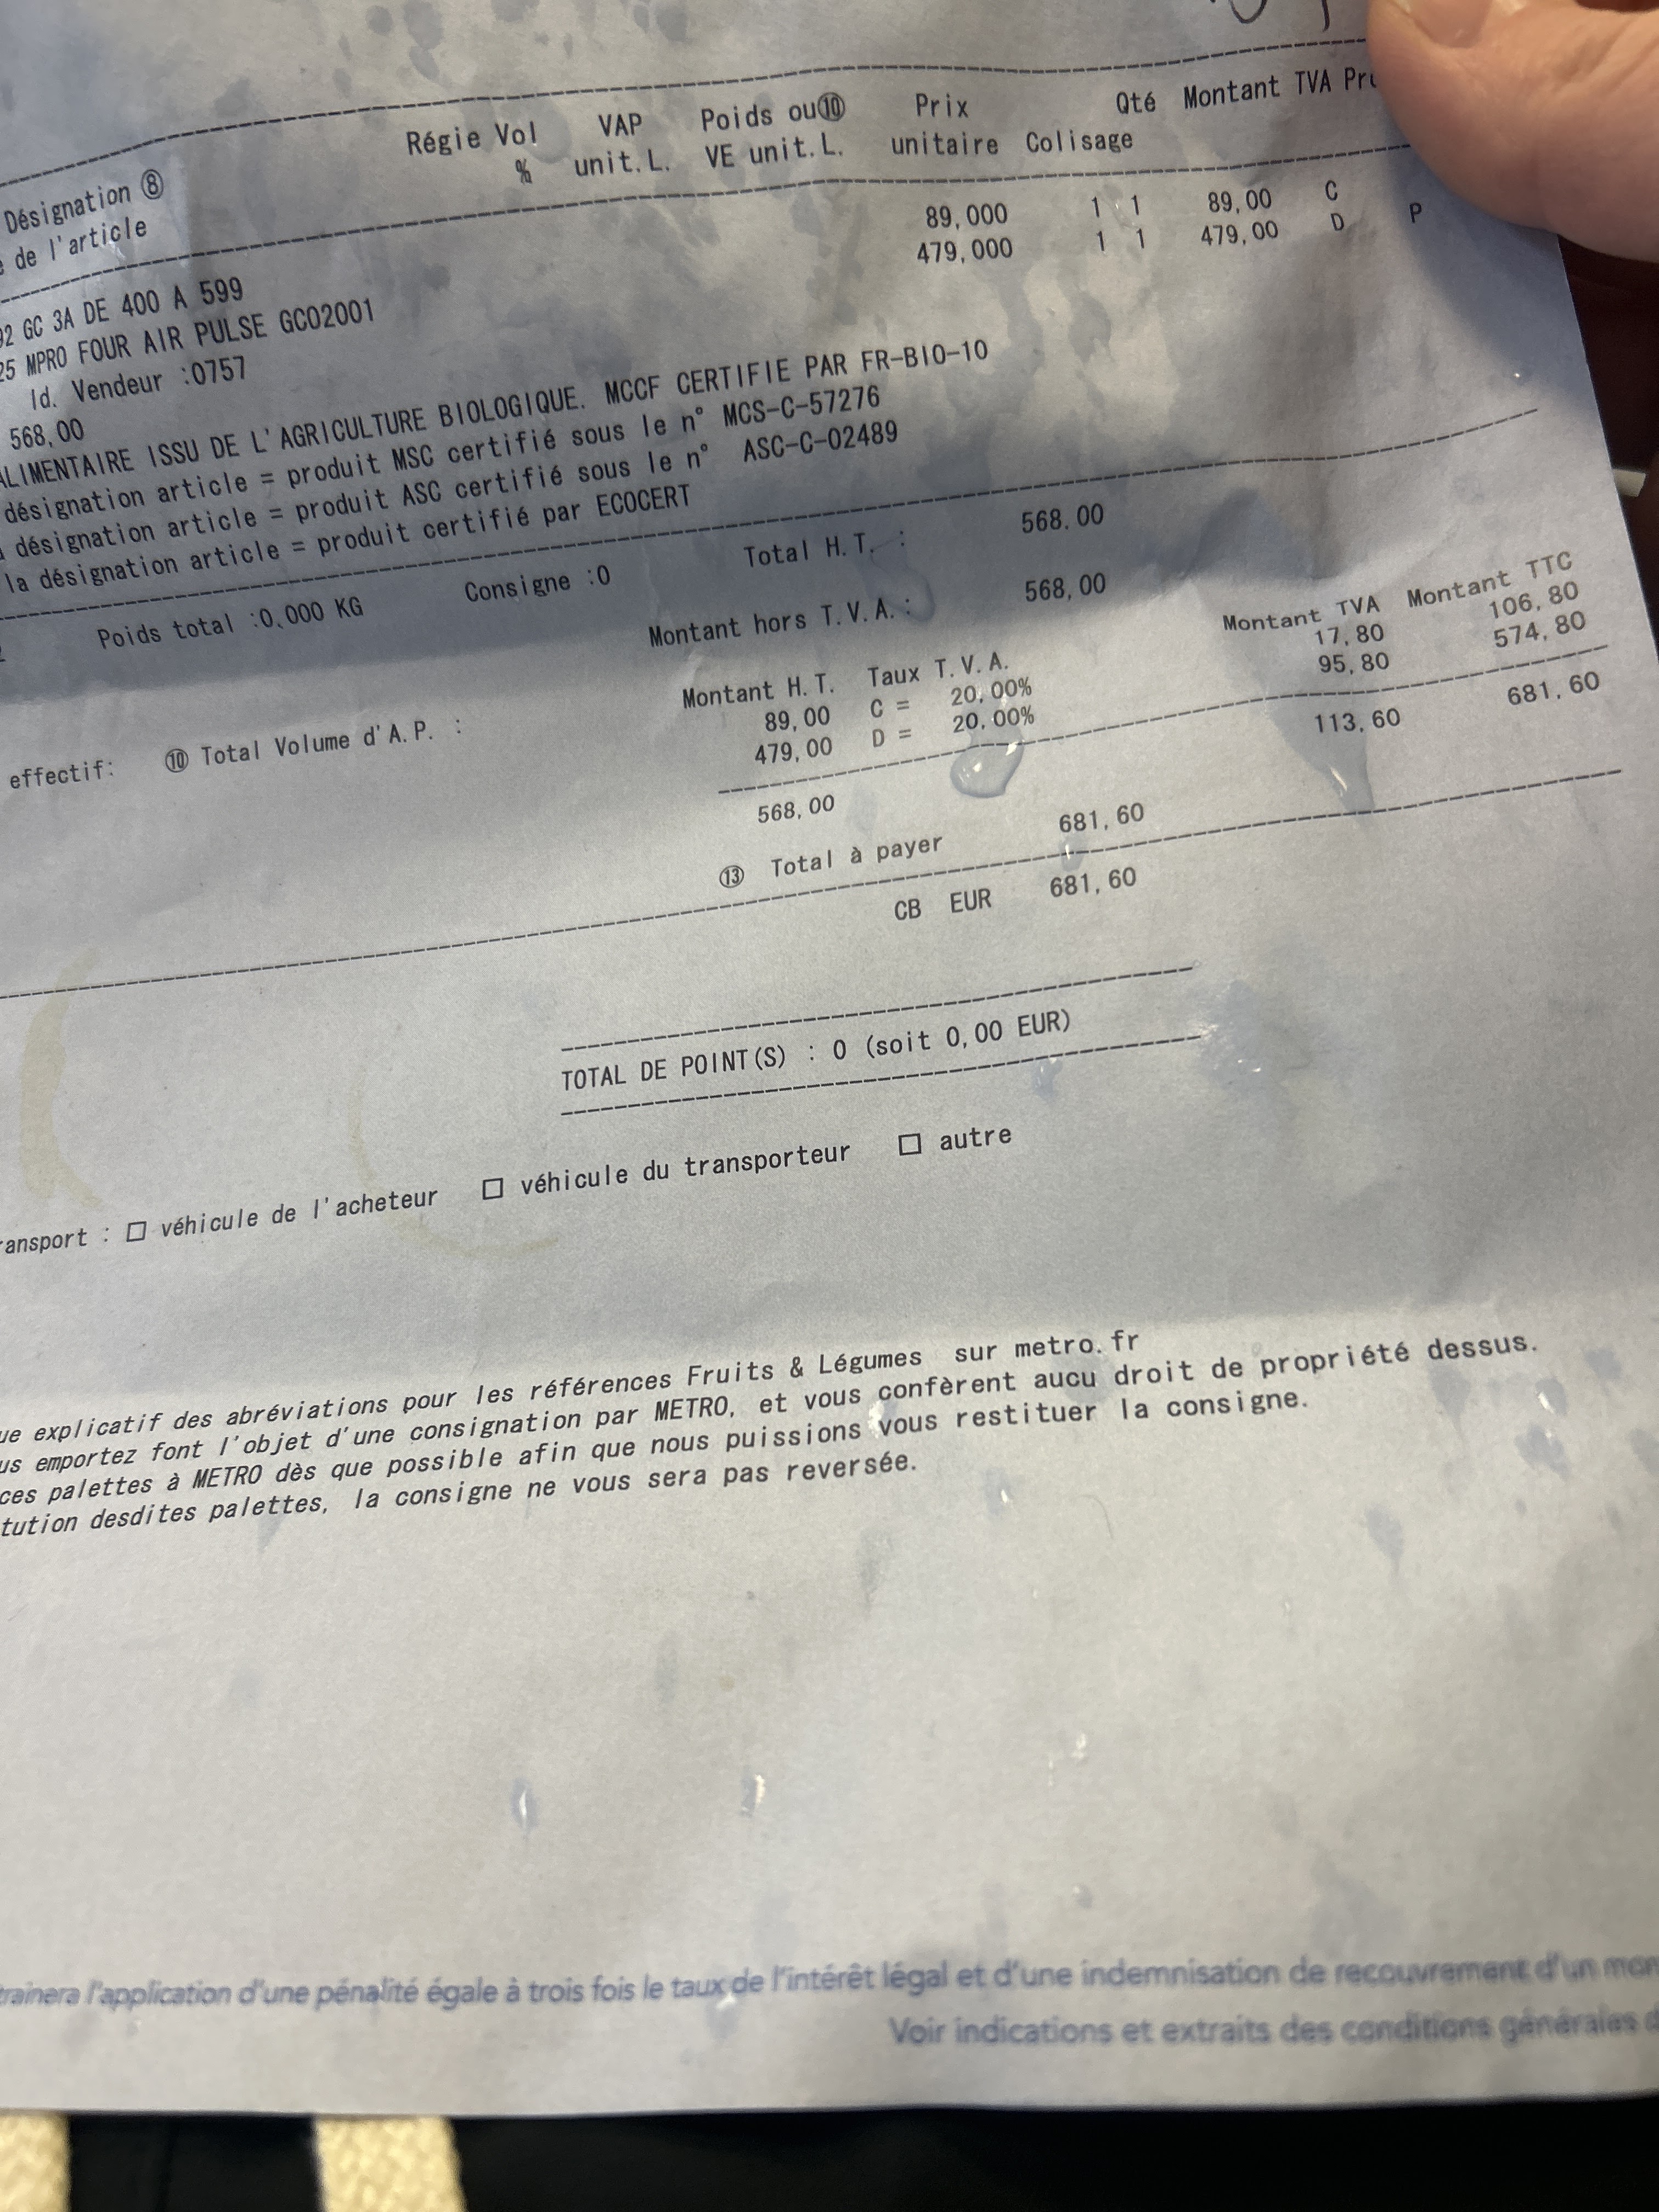 Régie Vol VAP Poids ou⑩ Prix Qté Montant TVA
% unit.L. VE unit.L. unitaire Colisage
Désignation ⑧
de l'article
92 GC 3A DE 400 A 599 89,000 1 1 89,00 C
25 MPRO FOUR AIR PULSE GC02001 479,000 1 1 479,00 D P
Id. Vendeur :0757
568,00
ALIMENTAIRE ISSU DE L'AGRICULTURE BIOLOGIQUE. MCCF CERTIFIE PAR FR-BIO-10
désignation article = produit MSC certifié sous le n° MCS-C-57276
désignation article = produit ASC certifié sous le n° ASC-C-02489
la désignation article = produit certifié par ECOCERT
Poids total :0,000 KG Consigne :0 Total H.T. : 568.00
Montant hors T.V.A. : 568,00
Montant H.T. Taux T.V.A. Montant TVA Montant TTC
89,00 C = 20,00% 17,80 106,80
479,00 D = 20,00% 95,80 574,80
effectif: ⑩ Total Volume d'A.P. :
568,00 113,60 681,60
⑬ Total à payer 681,60
CB EUR 681,60
TOTAL DE POINT(S) : 0 (soit 0,00 EUR)
ransport : □ véhicule de l'acheteur □ véhicule du transporteur □ autre
ue explicatif des abréviations pour les références Fruits & Légumes sur metro.fr
us emportez font l'objet d'une consignation par METRO, et vous confèrent aucu droit de propriété dessus.
ces palettes à METRO dès que possible afin que nous puissions vous restituer la consigne.
tution desdites palettes, la consigne ne vous sera pas reversée.
trainera l'application d'une pénalité égale à trois fois le taux de l'intérêt légal et d'une indemnisation de recouvrement d'un mon
Voir indications et extraits des conditions générales d